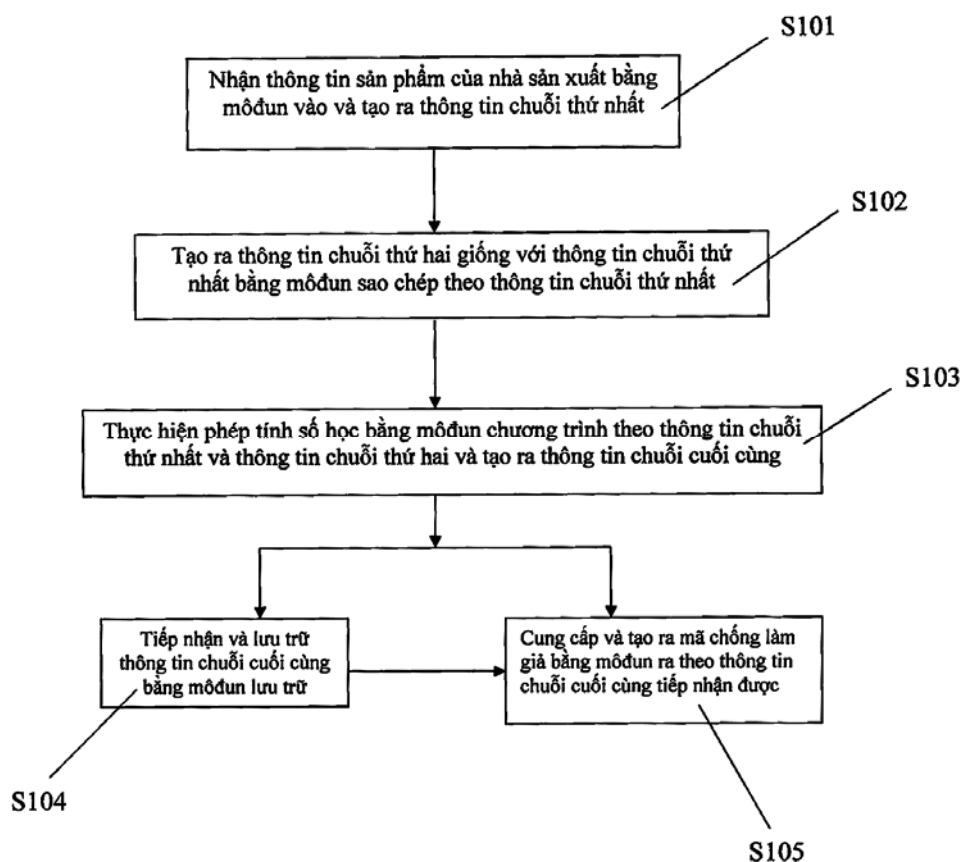 S101
Nhận thông tin sản phẩm của nhà sản xuất bằng
môđun vào và tạo ra thông tin chuỗi thứ nhất
S102
Tạo ra thông tin chuỗi thứ hai giống với thông tin chuỗi thứ
nhất bằng môđun sao chép theo thông tin chuỗi thứ nhất
S103
Thực hiện phép tính số học bằng môđun chương trình theo thông tin chuỗi
thứ nhất và thông tin chuỗi thứ hai và tạo ra thông tin chuỗi cuối cùng
Tiếp nhận và lưu trữ
thông tin chuỗi cuối cùng
bằng môđun lưu trữ
Cung cấp và tạo ra mã chống làm
giả bằng môđun ra theo thông tin
chuỗi cuối cùng tiếp nhận được
S104
S105